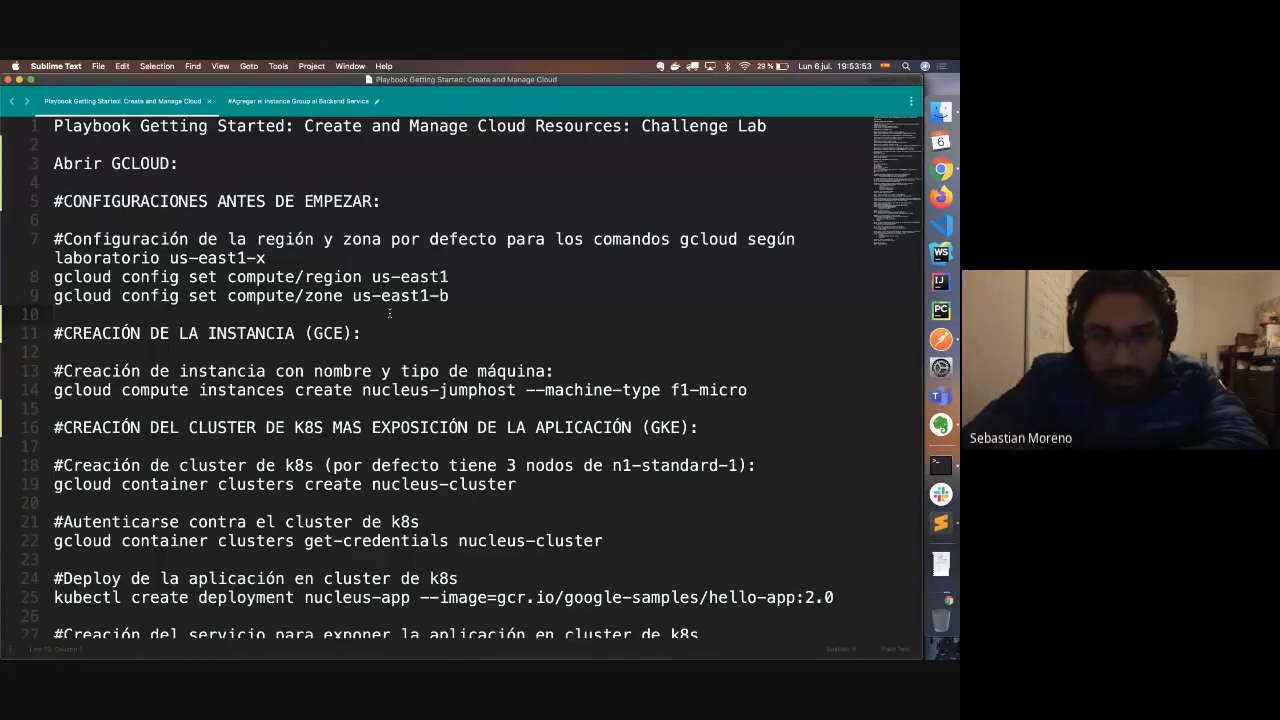 Sublime Text File Edit Selection Find View Goto Tools Project Window Help 29 % Lun 6 jul. 19:53:53
Playbook Getting Started: Create and Manage Cloud
Playbook Getting Started: Create and Manage Cloud × #Agregar el Instance Group al Backend Service
1 Playbook Getting Started: Create and Manage Cloud Resources: Challenge Lab
2
3 Abrir GCLOUD:
4
5 #CONFIGURACIONES ANTES DE EMPEZAR:
6
7 #Configuración de la región y zona por defecto para los comandos gcloud según
laboratorio us-east1-x
8 gcloud config set compute/region us-east1
9 gcloud config set compute/zone us-east1-b
10
11 #CREACIÓN DE LA INSTANCIA (GCE):
12
13 #Creación de instancia con nombre y tipo de máquina:
14 gcloud compute instances create nucleus-jumphost --machine-type f1-micro
15
16 #CREACIÓN DEL CLUSTER DE K8S MAS EXPOSICIÓN DE LA APLICACIÓN (GKE):
17
18 #Creación de clustr de k8s (por defecto tiene 3 nodos de n1-standard-1):
19 gcloud container clusters create nucleus-cluster
20
21 #Autenticarse contra el cluster de k8s
22 gcloud container clusters get-credentials nucleus-cluster
23
24 #Deploy de la aplicación en cluster de k8s
25 kubectl create deployment nucleus-app --image=gcr.io/google-samples/hello-app:2.0
26
27 #Creación del servicio para exponer la aplicación en cluster de k8s
Plain Text
Sebastian Moreno